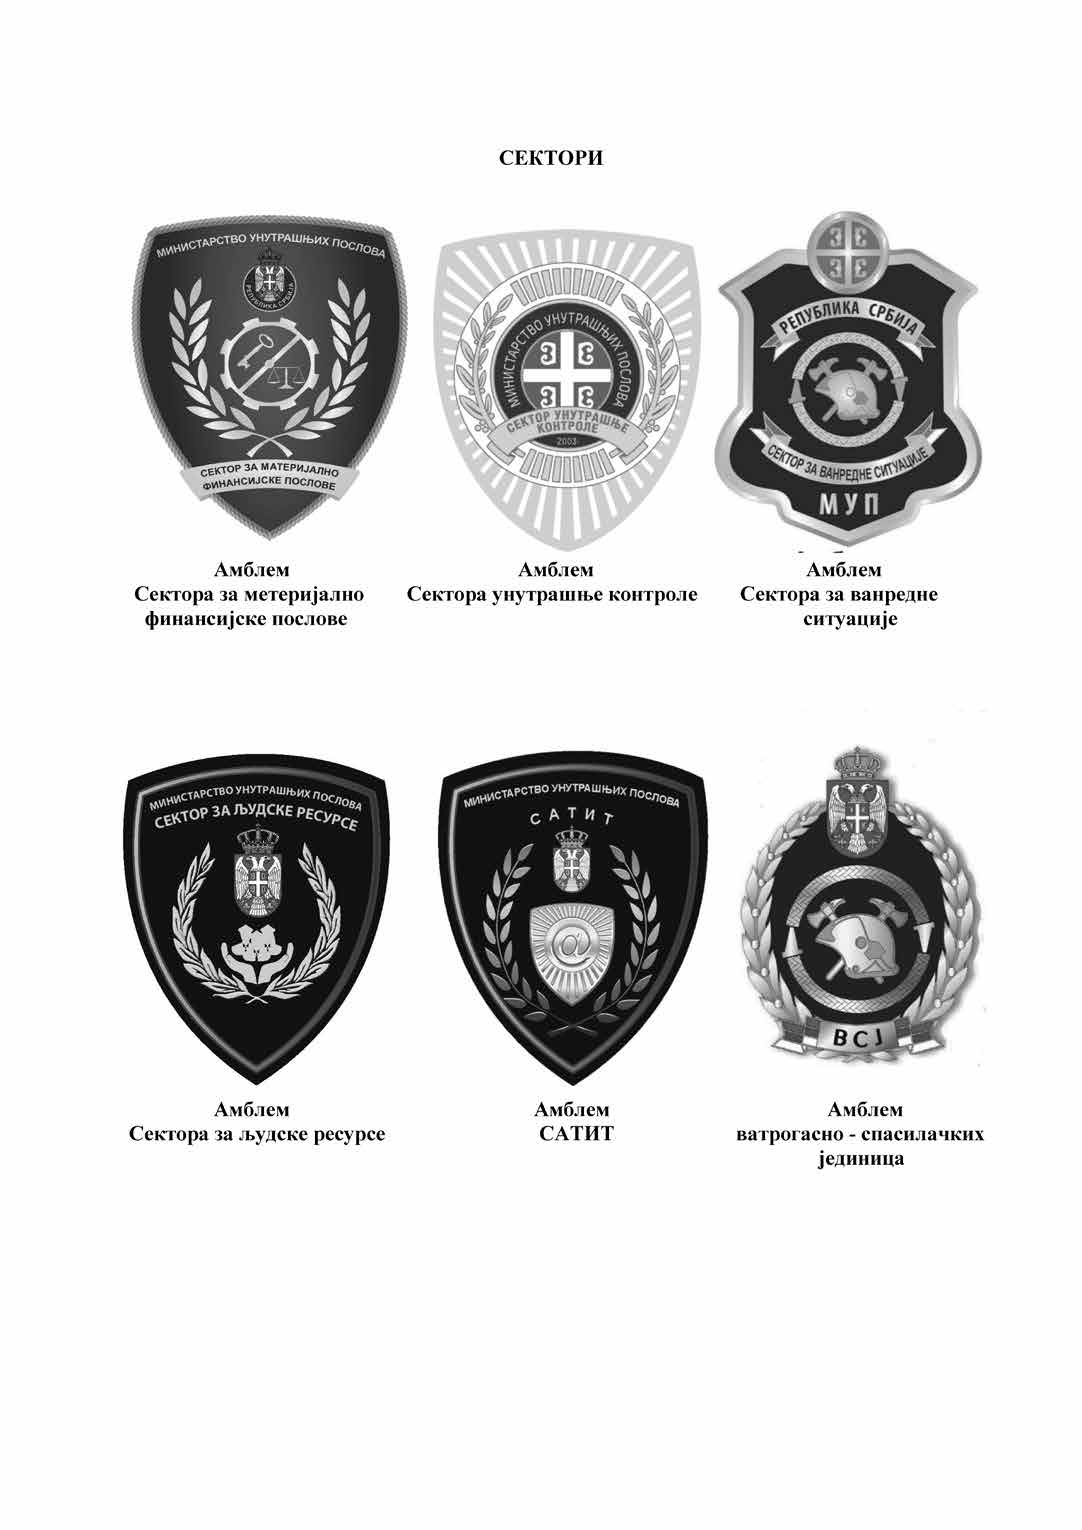 СЕКТОРИ
МИНИСТАРСТВО УНУТРАШЊИХ ПОСЛОВА
РЕПУБЛИКА СРБИЈА
СЕКТОР ЗА МАТЕРИЈАЛНО
ФИНАНСИЈСКЕ ПОСЛОВЕ
МИНИСТАРСТВО УНУТРАШЊИХ ПОСЛОВА
СЕКТОР УНУТРАШЊЕ
КОНТРОЛЕ
2003
РЕПУБЛИКА СРБИЈА
СЕКТОР ЗА ВАНРЕДНЕ СИТУАЦИЈЕ
МУП
Амблем
Сектора за метеријално
финансијске послове
Амблем
Сектора унутрашње контроле
Амблем
Сектора за ванредне
ситуације
МИНИСТАРСТВО УНУТРАШЊИХ ПОСЛОВА
СЕКТОР ЗА ЉУДСКЕ РЕСУРСЕ
МИНИСТАРСТВО УНУТРАШЊИХ ПОСЛОВА
САТИТ
@
ВСЈ
Амблем
Сектора за људске ресурсе
Амблем
САТИТ
Амблем
ватрогасно - спасилачких
јединица